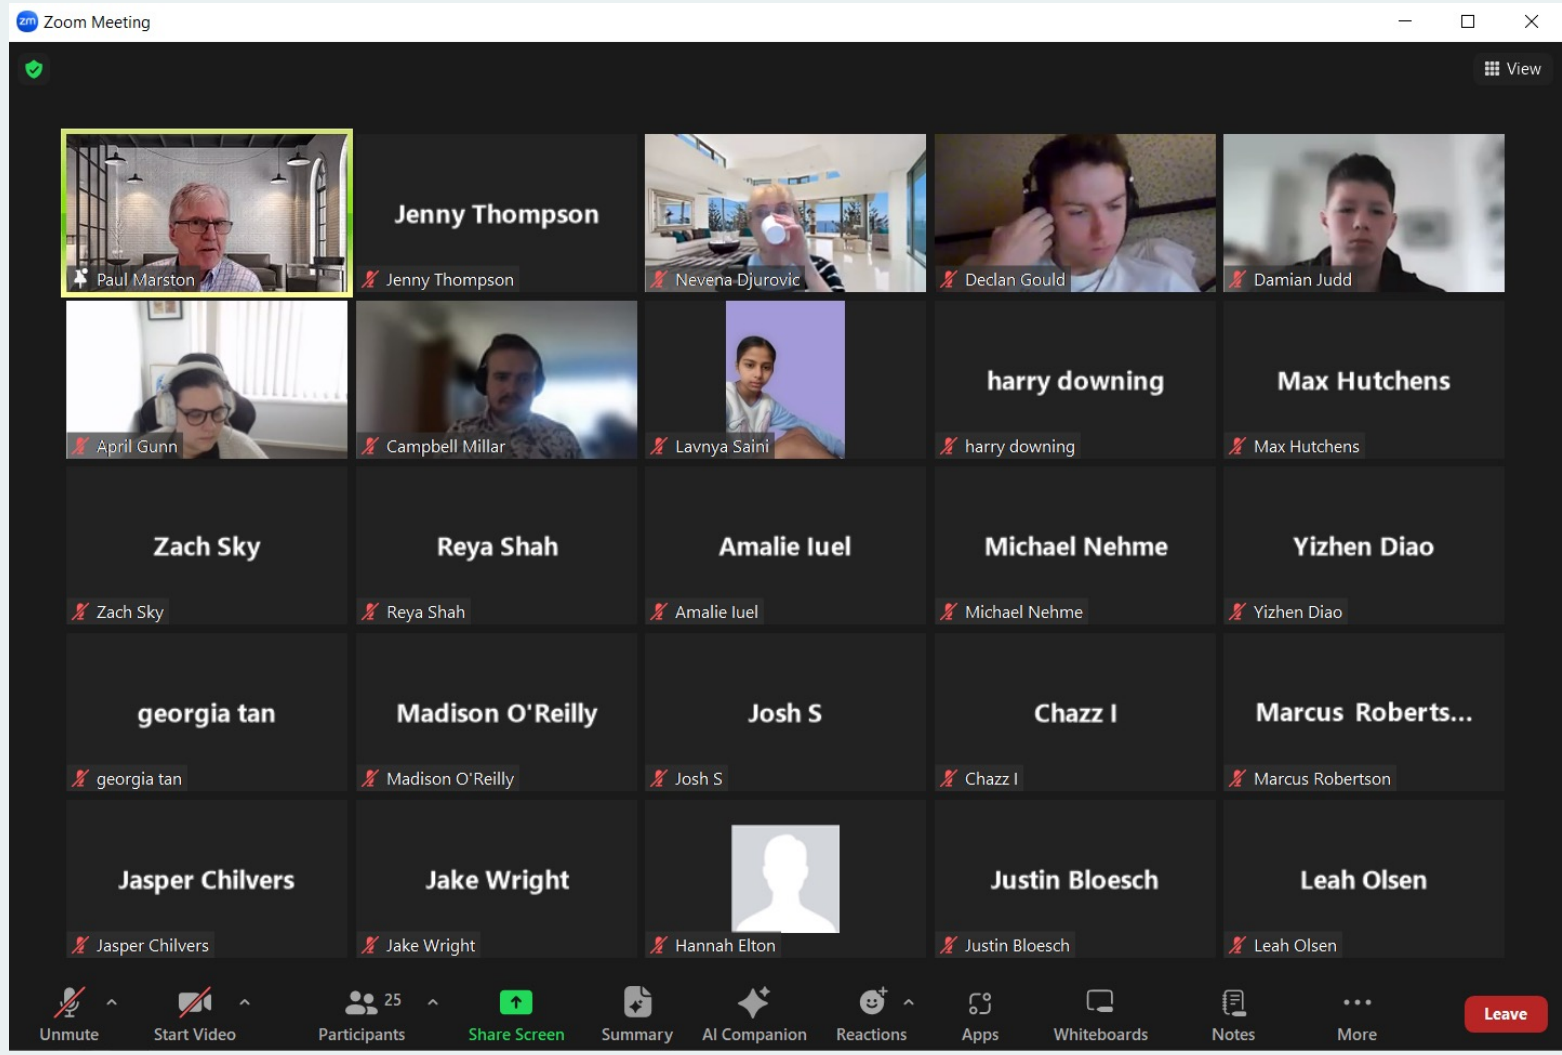 zm Zoom Meeting
View
Paul Marston
Jenny Thompson
Jenny Thompson
Nevena Djurovic
Declan Gould
Damian Judd
April Gunn
Campbell Millar
Lavnya Saini
harry downing
harry downing
Max Hutchens
Max Hutchens
Zach Sky
Zach Sky
Reya Shah
Reya Shah
Amalie Iuel
Amalie Iuel
Michael Nehme
Michael Nehme
Yizhen Diao
Yizhen Diao
georgia tan
georgia tan
Madison O'Reilly
Madison O'Reilly
Josh S
Josh S
Chazz I
Chazz I
Marcus Roberts...
Marcus Robertson
Jasper Chilvers
Jasper Chilvers
Jake Wright
Jake Wright
Hannah Elton
Justin Bloesch
Justin Bloesch
Leah Olsen
Leah Olsen
Unmute
Start Video
25
Participants
Share Screen
Summary
AI Companion
Reactions
Apps
Whiteboards
Notes
More
Leave